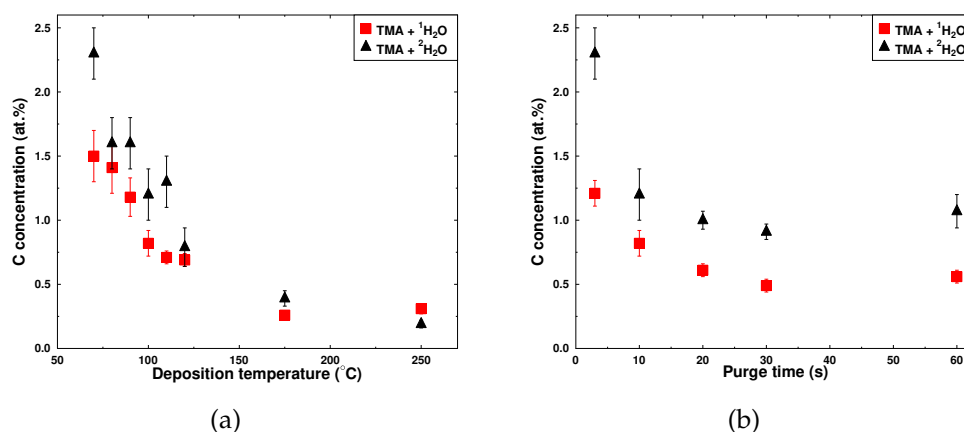 2.5
2.0
1.5
1.0
0.5
0.0
50
100
150
200
250
C concentration (at.%)
Deposition temperature (°C)
TMA + ¹H₂O
TMA + ²H₂O
(a)
2.5
2.0
1.5
1.0
0.5
0.0
0
10
20
30
40
50
60
C concentration (at.%)
Purge time (s)
TMA + ¹H₂O
TMA + ²H₂O
(b)